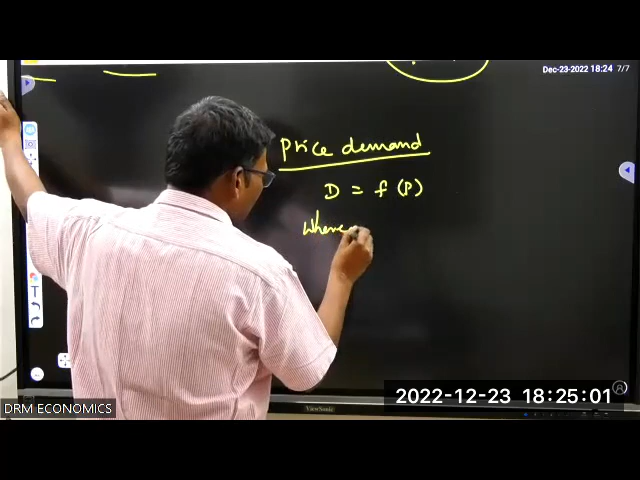 Dec-23-2022 18:24 7/7
Price demand
D = f (P)
Where
T
ViewSonic
2022-12-23 18:25:01
DRM ECONOMICS